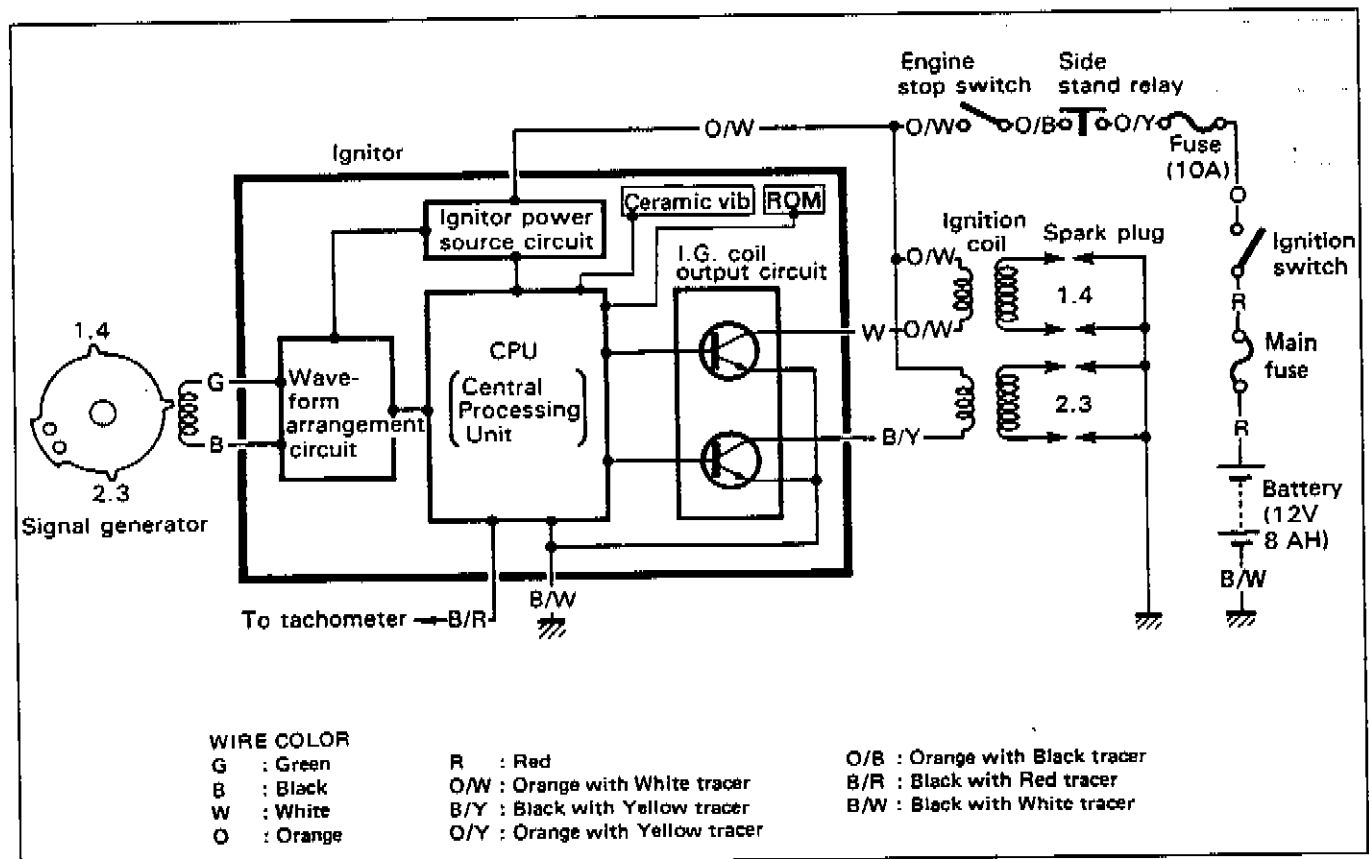 Engine
stop switch
Side
stand relay
O/W
O/W
O/B
O/Y
Fuse
(10A)
Ignitor
Ceramic vib
ROM
O
Ignitor power
source circuit
I.G. coil
output circuit
Ignition
coil
Spark plug
Ignition
switch
O/W
1.4
R
W
O/W
1.4
CPU
(Central
Processing
Unit)
Main
fuse
G
Wave-
form
arrangement
circuit
2.3
R
B
B/Y
2.3
Signal generator
Battery
(12V
8 AH)
B/W
B/W
To tachometer
B/R
WIRE COLOR
G : Green
B : Black
W : White
O : Orange
R : Red
O/W : Orange with White tracer
B/Y : Black with Yellow tracer
O/Y : Orange with Yellow tracer
O/B : Orange with Black tracer
B/R : Black with Red tracer
B/W : Black with White tracer